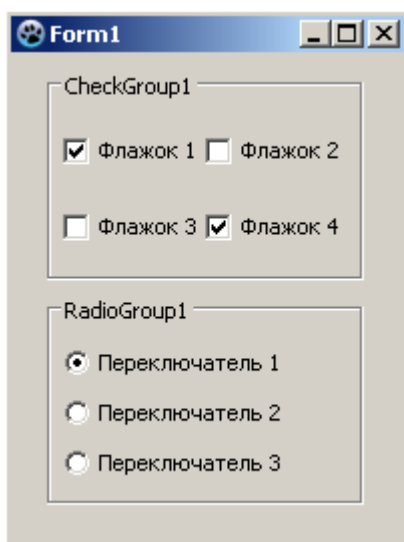 Form1
CheckGroup1
Флажок 1 Флажок 2
Флажок 3 Флажок 4
RadioGroup1
Переключатель 1
Переключатель 2
Переключатель 3